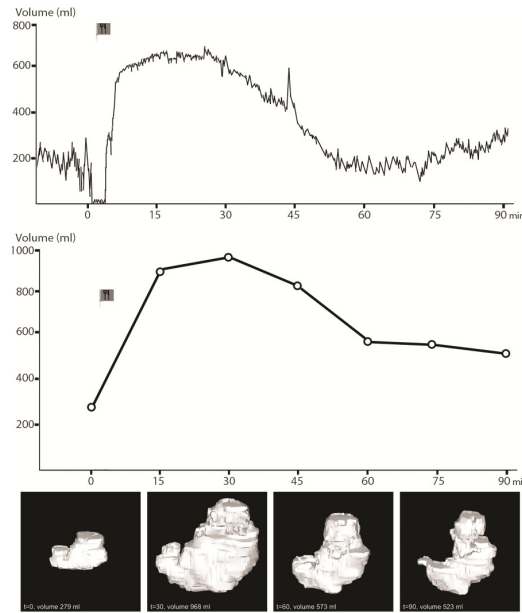 Volume (ml)
800
600
400
200
0 15 30 45 60 75 90 min
Volume (ml)
1000
800
600
400
200
0 15 30 45 60 75 90 mi
t=0, volume 279 ml
t=30, volume 968 ml
t=60, volume 573 ml
t=90, volume 523 ml